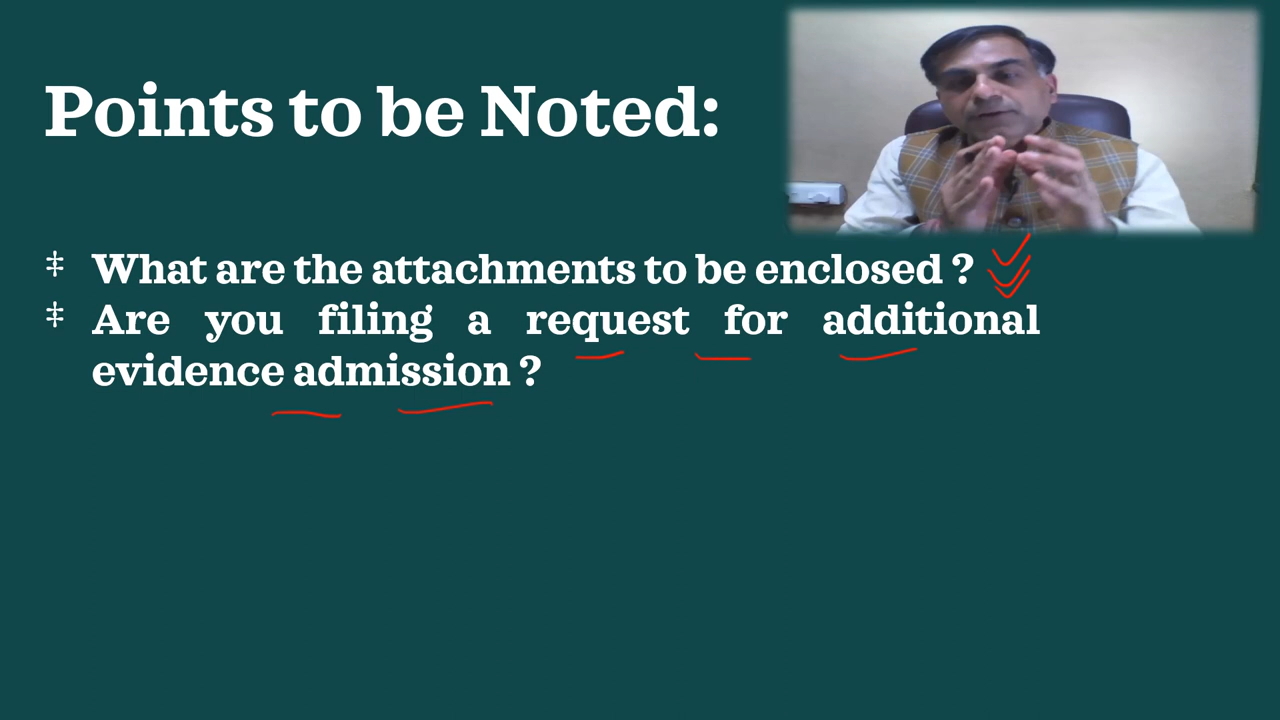 Points to be Noted:
‡ What are the attachments to be enclosed ?
‡ Are you filing a request for additional
evidence admission ?